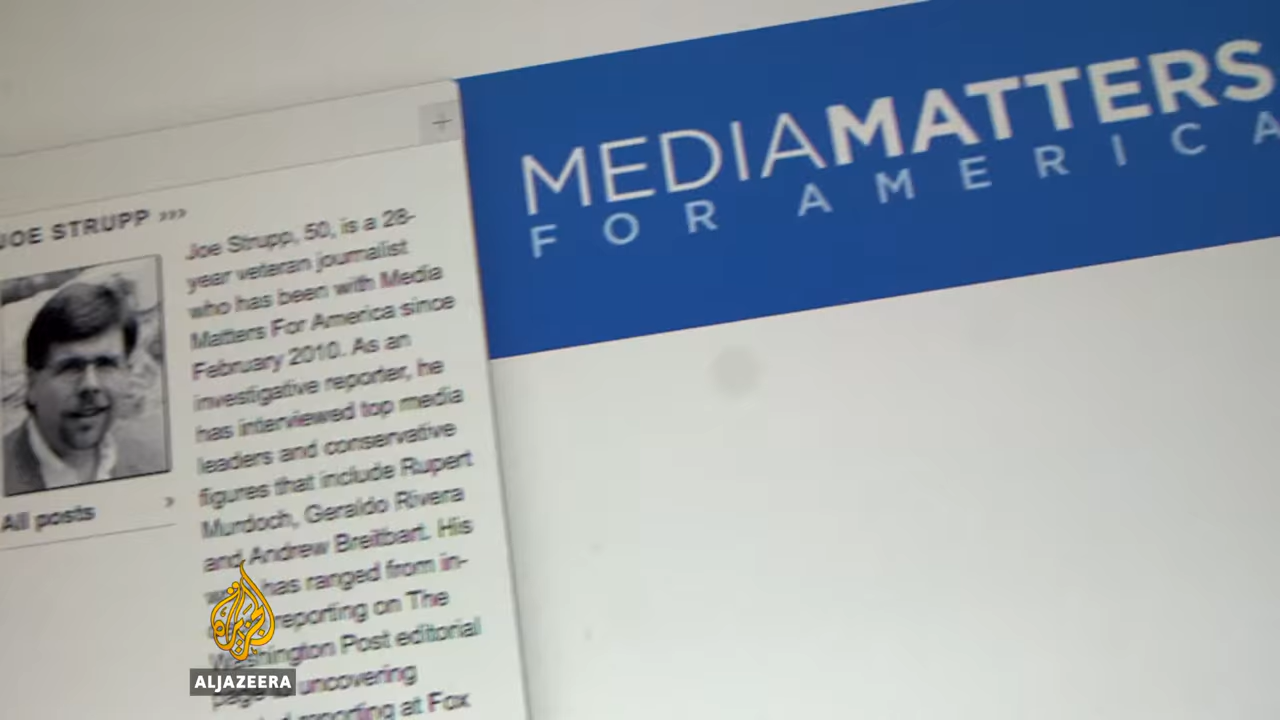 MEDIAMATTERS
FOR AMERICA
JOE STRUPP »»
Joe Strupp, 50, is a 28-
year veteran journalist
who has been with Media
Matters For America since
February 2010. As an
investigative reporter, he
has interviewed top media
leaders and conservative
figures that include Rupert
Murdoch, Geraldo Rivera
and Andrew Breitbart. His
has ranged from in-
reporting on The
Washington Post editorial
page uncovering
reporting at Fox
All posts
ALJAZEERA